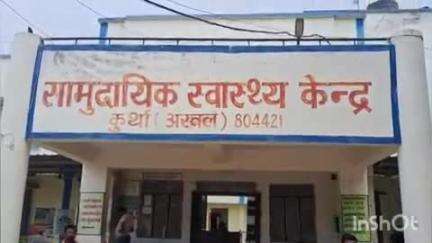 सामुदायिक स्वास्थ्य केन्द्र
कुर्था (अरवल) 804421
InShOt